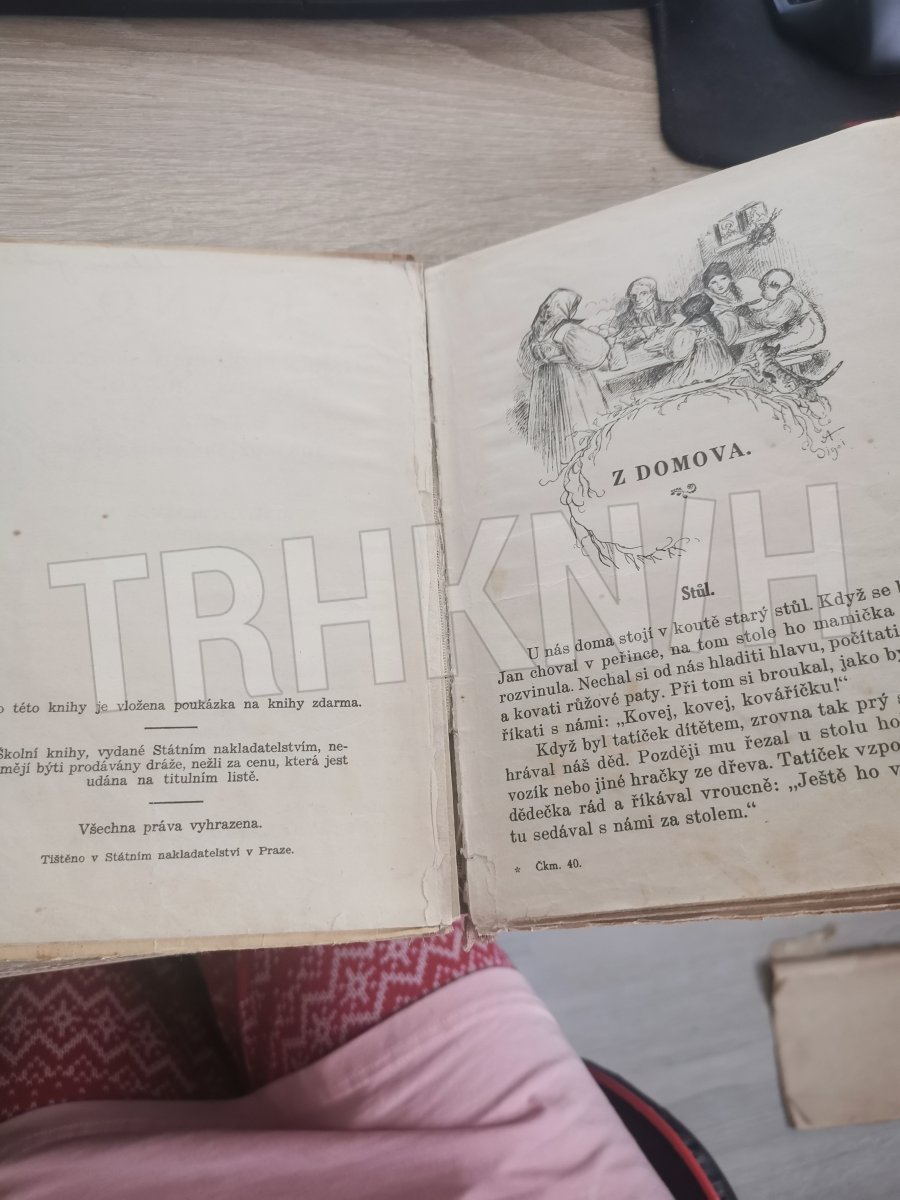 o této knihy je vložena poukázka na knihy zdarma.
Školní knihy, vydané Státním nakladatelstvím, ne-
mějí býti prodávány dráže, nežli za cenu, která jest
udána na titulním listě.
Všechna práva vyhrazena.
Tištěno v Státním nakladatelství v Praze.
Z DOMOVA.
Stůl.
U nás doma stojí v koutě starý stůl. Když se
Jan choval v peřince, na tom stole ho mamička
rozvinula. Nechal si od nás hladiti hlavu, počítati
a kovati růžové paty. Při tom si broukal, jako by
říkati s námi: „Kovej, kovej, kováříčku!“
Když byl tatíček dítětem, zrovna tak prý s
hrával náš děd. Později mu řezal u stolu ho
vozík nebo jiné hračky ze dřeva. Tatíček vzpo
dědečka rád a říkával vroucně: „Ještě ho v
tu sedával s námi za stolem.“
* Čkm. 40.
TRHKNIH